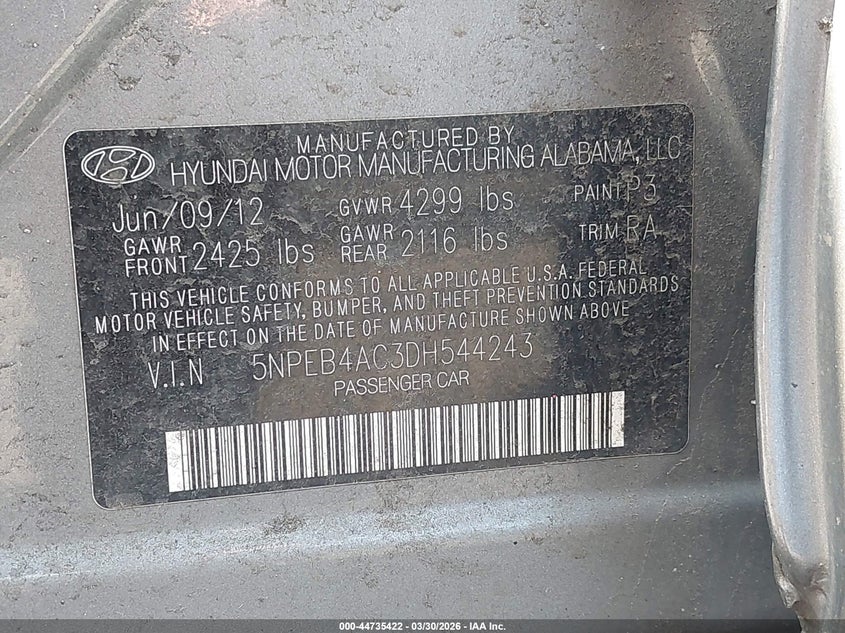 MANUFACTURED BY
HYUNDAI MOTOR MANUFACTURING ALABAMA, LLC
Jun/09/12 GVWR 4299 lbs PAINT P3
GAWR FRONT 2425 lbs GAWR REAR 2116 lbs TRIM RA
THIS VEHICLE CONFORMS TO ALL APPLICABLE U.S.A. FEDERAL
MOTOR VEHICLE SAFETY, BUMPER, AND THEFT PREVENTION STANDARDS
IN EFFECT ON THE DATE OF MANUFACTURE SHOWN ABOVE
V.I.N 5NPEB4AC3DH544243
PASSENGER CAR
000-44735422 - 03/30/2026 - IAA Inc.